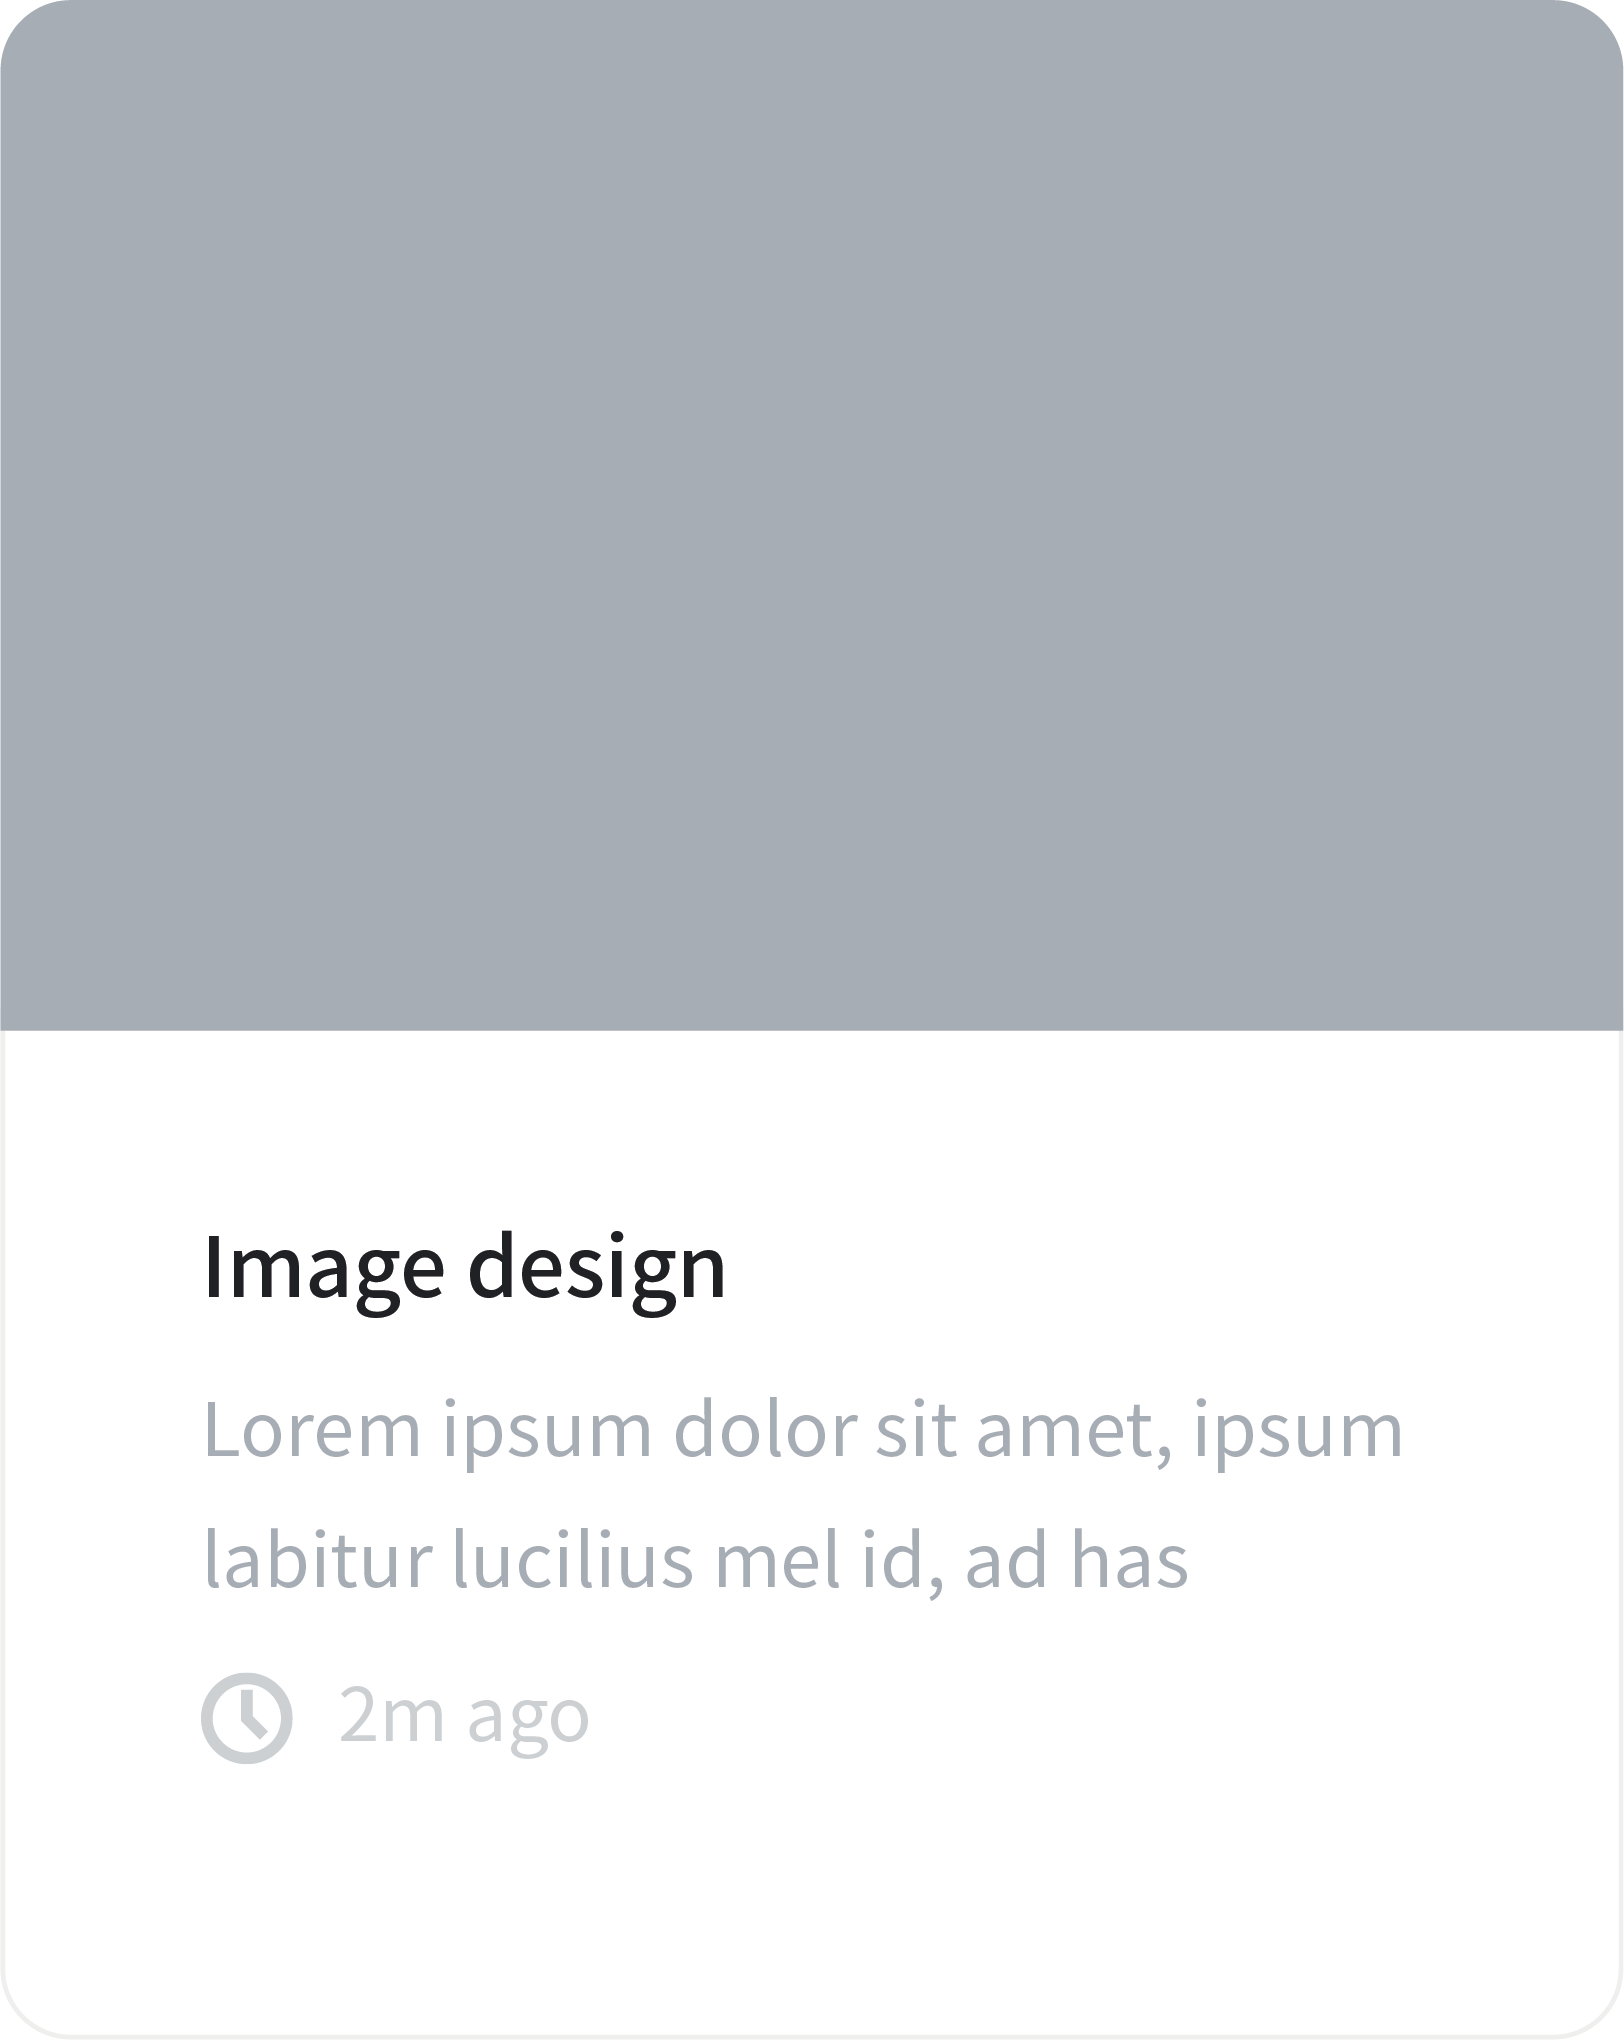 Image design
Lorem ipsum dolor sit amet, ipsum
labitur lucilius mel id, ad has
2m ago